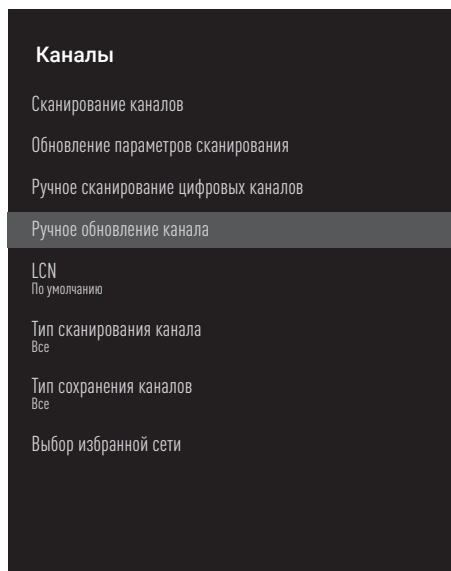 Каналы
Сканирование каналов
Обновление параметров сканирования
Ручное сканирование цифровых каналов
Ручное обновление канала
LCN
По умолчанию
Тип сканирования канала
Все
Тип сохранения каналов
Все
Выбор избранной сети